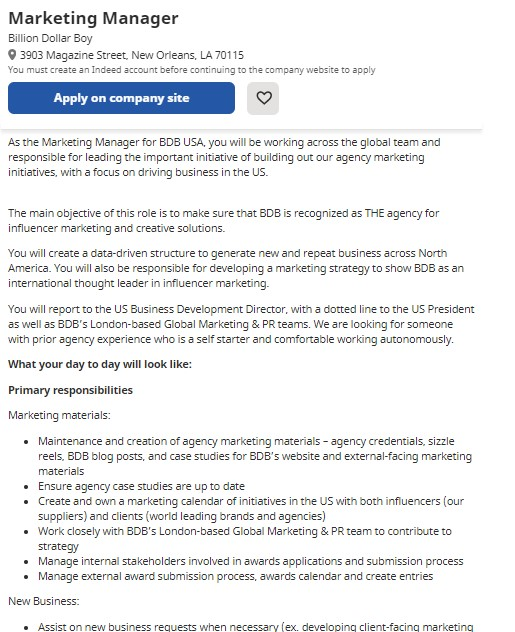 Marketing Manager
Billion Dollar Boy
3903 Magazine Street, New Orleans, LA 70115
You must create an Indeed account before continuing to the company website to apply
Apply on company site
As the Marketing Manager for BDB USA, you will be working across the global team and
responsible for leading the important initiative of building out our agency marketing
initiatives, with a focus on driving business in the US.
The main objective of this role is to make sure that BDB is recognized as THE agency for
influencer marketing and creative solutions.
You will create a data-driven structure to generate new and repeat business across North
America. You will also be responsible for developing a marketing strategy to show BDB as an
international thought leader in influencer marketing.
You will report to the US Business Development Director, with a dotted line to the US President
as well as BDB's London-based Global Marketing & PR teams. We are looking for someone
with prior agency experience who is a self starter and comfortable working autonomously.
What your day to day will look like:
Primary responsibilities
Marketing materials:
• Maintenance and creation of agency marketing materials – agency credentials, sizzle
reels, BDB blog posts, and case studies for BDB's website and external-facing marketing
materials
• Ensure agency case studies are up to date
• Create and own a marketing calendar of initiatives in the US with both influencers (our
suppliers) and clients (world leading brands and agencies)
• Work closely with BDB's London-based Global Marketing & PR team to contribute to
strategy
• Manage internal stakeholders involved in awards applications and submission process
• Manage external award submission process, awards calendar and create entries
New Business:
• Assist on new business requests when necessary (ex. developing client-facing marketing